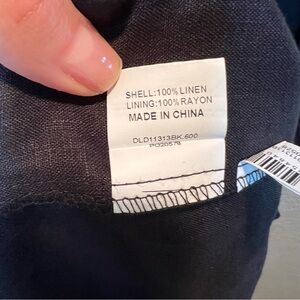 SHELL:100% LINEN
LINING:100% RAYON
MADE IN CHINA
DLD11313BK 600
PO20576